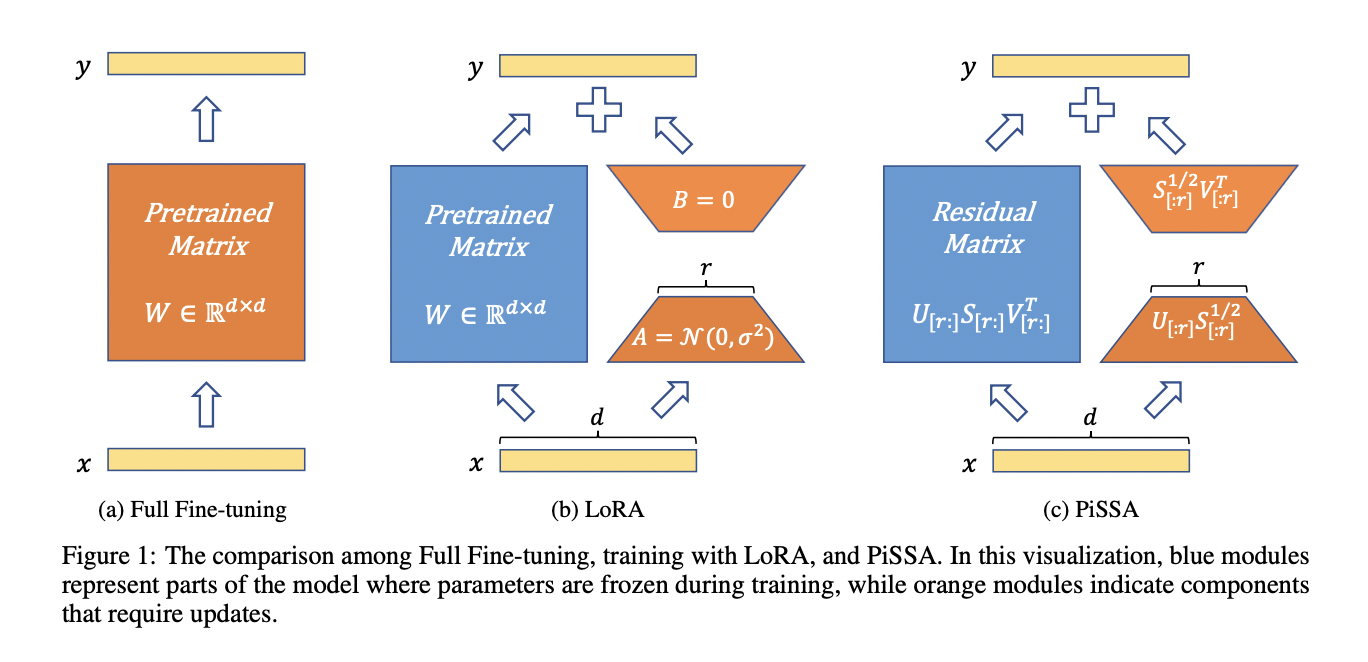 y
Pretrained
Matrix
W ∈ ℝ^{d×d}
x
(a) Full Fine-tuning
y
Pretrained
Matrix
W ∈ ℝ^{d×d}
B = 0
r
A = 𝒩(0, σ²)
d
x
(b) LoRA
y
Residual
Matrix
U_{[r:]}S_{[r:]}V^T_{[r:]}
S^{1/2}_{[:r]}V^T_{[:r]}
r
U_{[:r]}S^{1/2}_{[:r]}
d
x
(c) PiSSA
Figure 1: The comparison among Full Fine-tuning, training with LoRA, and PiSSA. In this visualization, blue modules
represent parts of the model where parameters are frozen during training, while orange modules indicate components
that require updates.